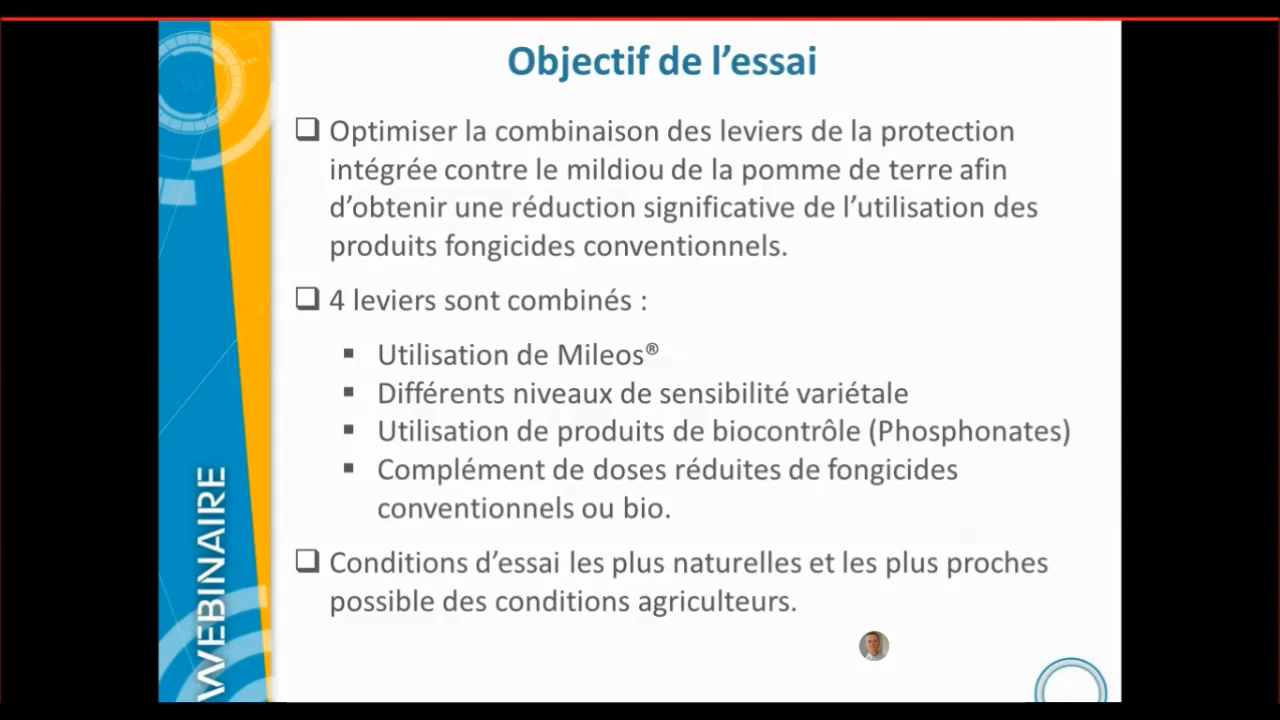 Objectif de l’essai
❑ Optimiser la combinaison des leviers de la protection
intégrée contre le mildiou de la pomme de terre afin
d’obtenir une réduction significative de l’utilisation des
produits fongicides conventionnels.
❑ 4 leviers sont combinés :
▪ Utilisation de Mileos®
▪ Différents niveaux de sensibilité variétale
▪ Utilisation de produits de biocontrôle (Phosphonates)
▪ Complément de doses réduites de fongicides
conventionnels ou bio.
❑ Conditions d’essai les plus naturelles et les plus proches
possible des conditions agriculteurs.
WEBINAIRE